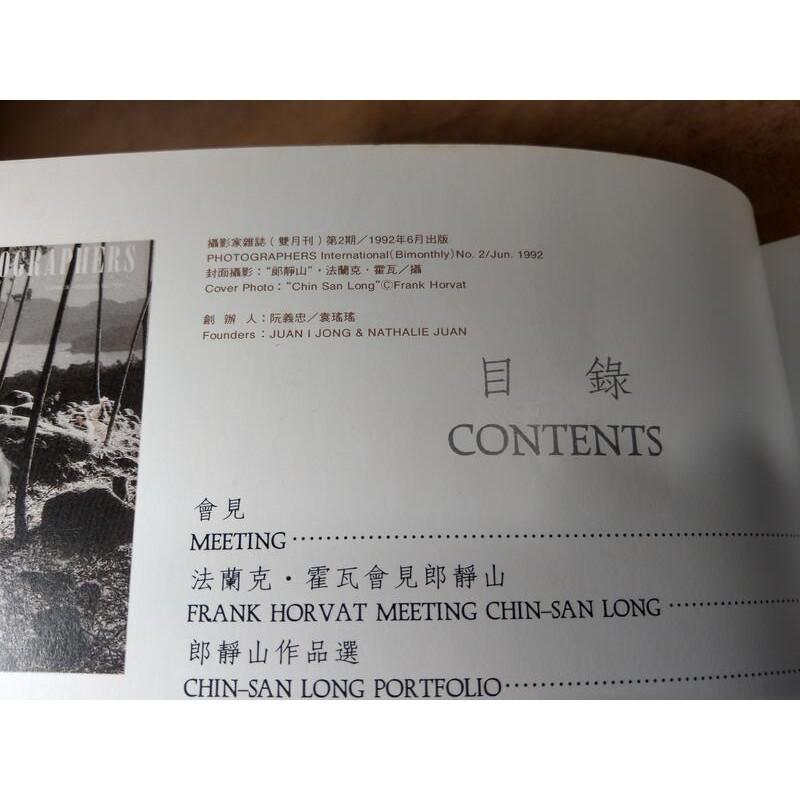 OGRAPHERS
攝影家雜誌(雙月刊)第2期/1992年6月出版
PHOTOGRAPHERS International(Bimonthly)No. 2/Jun. 1992
封面攝影:"郎靜山",法蘭克·霍瓦/攝
Cover Photo:"Chin San Long"©Frank Horvat
創 辦 人:阮義忠/袁瑤瑤
Founders : JUAN I JONG & NATHALIE JUAN
目 錄
CONTENTS
會見
MEETING
法蘭克·霍瓦會見郎靜山
FRANK HORVAT MEETING CHIN–SAN LONG
郎靜山作品選
CHIN–SAN LONG PORTFOLIO